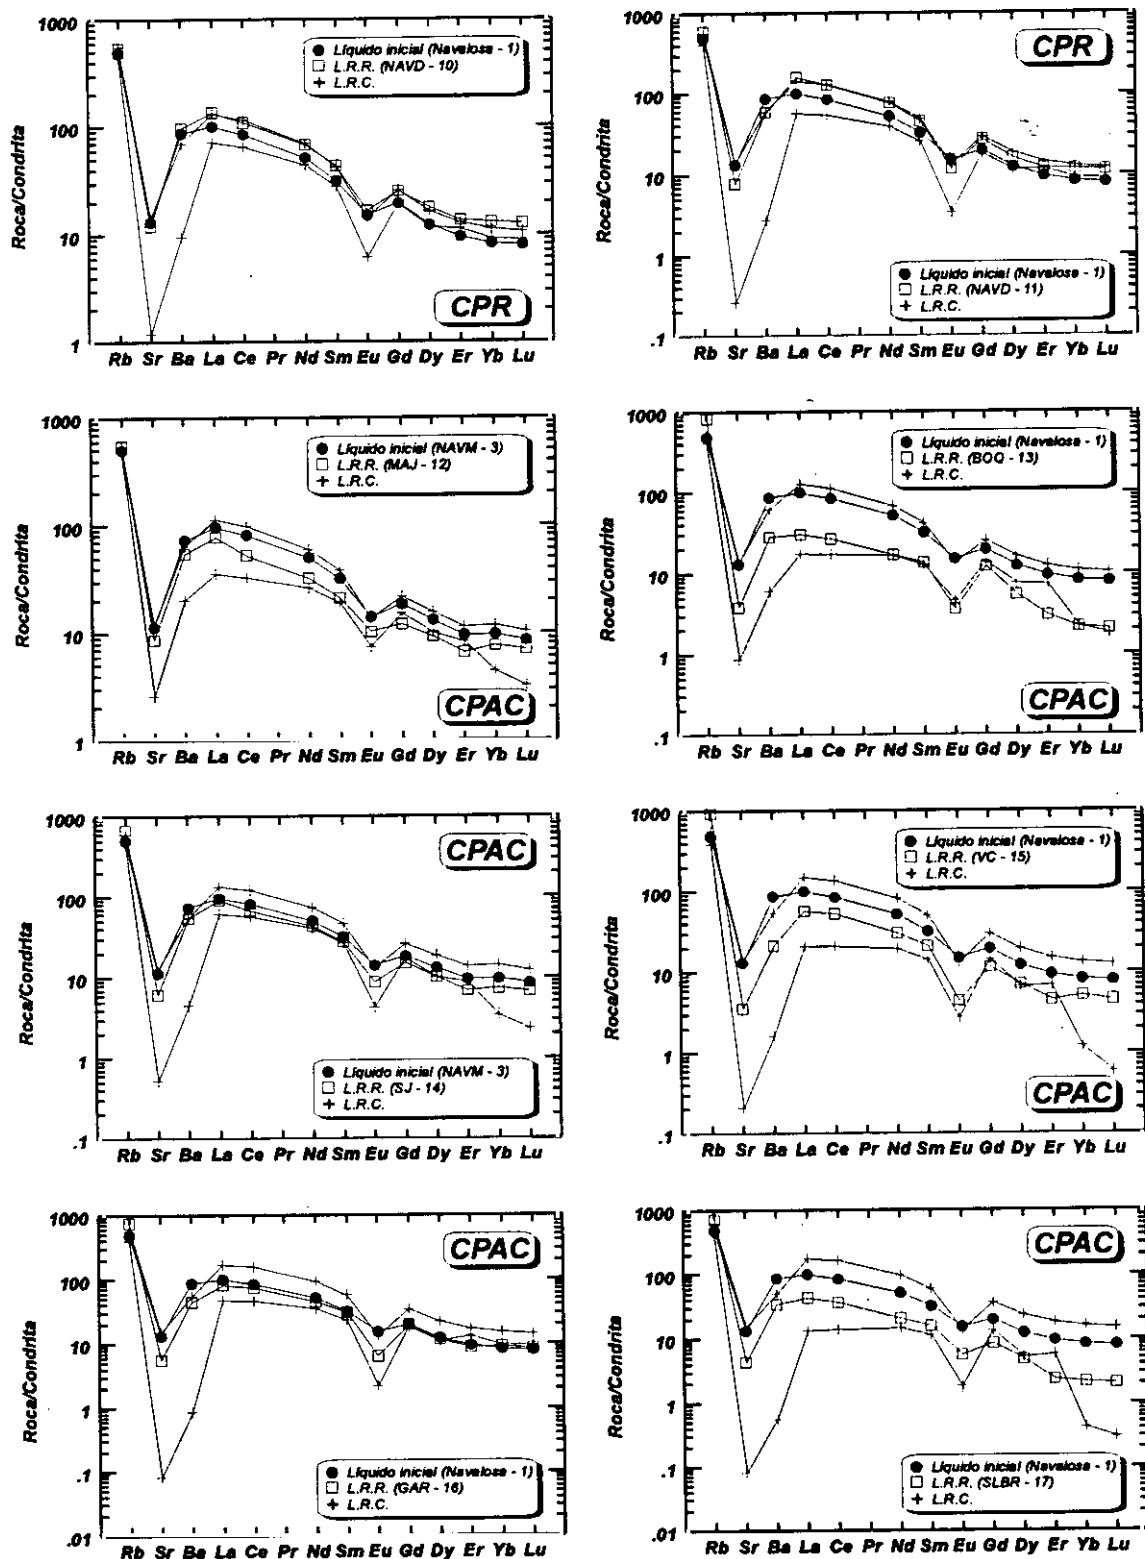 Roca/Condrita
1000
100
10
1
Líquido inicial (Navalosa - 1)
L.R.R. (NAVD - 10)
L.R.C.
CPR
Rb Sr Ba La Ce Pr Nd Sm Eu Gd Dy Er Yb Lu
Roca/Condrita
1000
100
10
1
.1
CPR
Líquido inicial (Navalosa - 1)
L.R.R. (NAVD - 11)
L.R.C.
Rb Sr Ba La Ce Pr Nd Sm Eu Gd Dy Er Yb Lu
Roca/Condrita
1000
100
10
1
Líquido inicial (NAVM - 3)
L.R.R. (MAJ - 12)
L.R.C.
CPAC
Rb Sr Ba La Ce Pr Nd Sm Eu Gd Dy Er Yb Lu
Roca/Condrita
1000
100
10
1
.1
Líquido inicial (Navalosa - 1)
L.R.R. (BOQ - 13)
L.R.C.
CPAC
Rb Sr Ba La Ce Pr Nd Sm Eu Gd Dy Er Yb Lu
Roca/Condrita
1000
100
10
1
.1
CPAC
Líquido inicial (NAVM - 3)
L.R.R. (SJ - 14)
L.R.C.
Rb Sr Ba La Ce Pr Nd Sm Eu Gd Dy Er Yb Lu
Roca/Condrita
1000
100
10
1
.1
Líquido inicial (Navalosa - 1)
L.R.R. (VC - 15)
L.R.C.
CPAC
Rb Sr Ba La Ce Pr Nd Sm Eu Gd Dy Er Yb Lu
Roca/Condrita
1000
100
10
1
.1
.01
CPAC
Líquido inicial (Navalosa - 1)
L.R.R. (GAR - 16)
L.R.C.
Rb Sr Ba La Ce Pr Nd Sm Eu Gd Dy Er Yb Lu
Roca/Condrita
1000
100
10
1
.1
.01
CPAC
Líquido inicial (Navalosa - 1)
L.R.R. (SLBR - 17)
L.R.C.
Rb Sr Ba La Ce Pr Nd Sm Eu Gd Dy Er Yb Lu